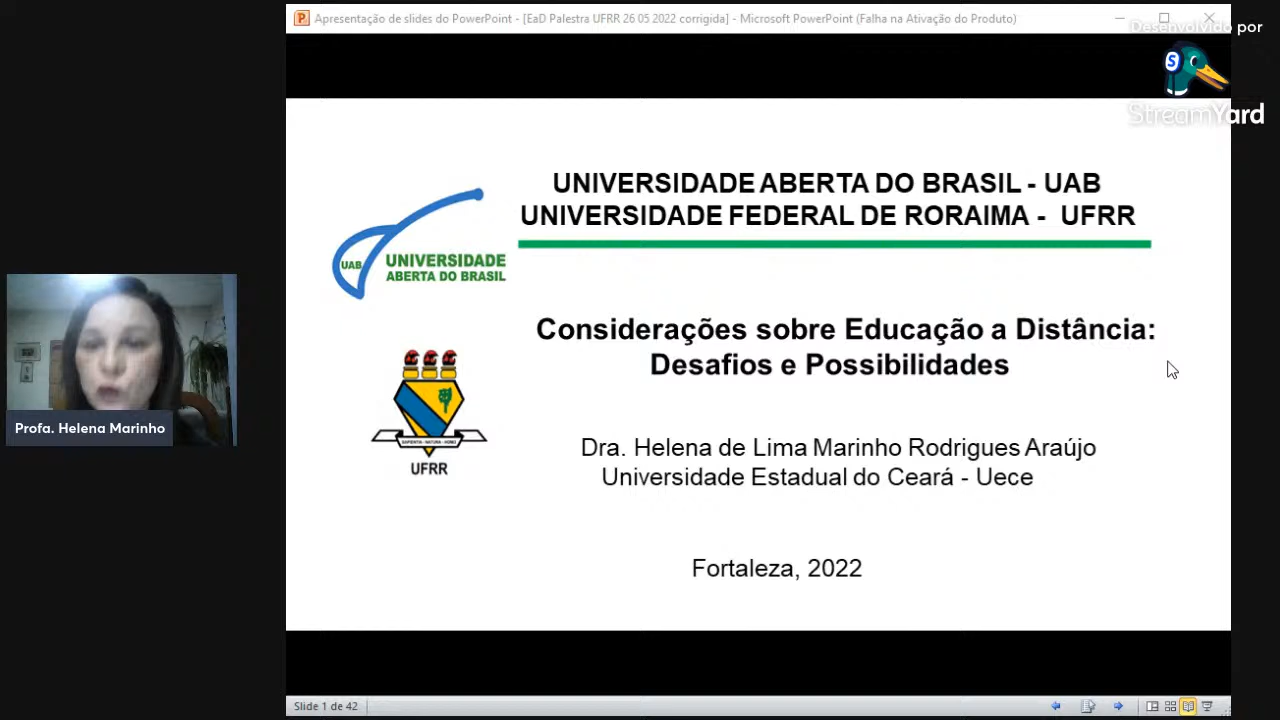 Apresentação de slides do PowerPoint - [EaD Palestra UFRR 26 05 2022 corrigida] - Microsoft PowerPoint (Falha na Ativação do Produto)
Desenvolvido por
S
StreamYard
UNIVERSIDADE ABERTA DO BRASIL - UAB
UNIVERSIDADE FEDERAL DE RORAIMA - UFRR
UAB
UNIVERSIDADE
ABERTA DO BRASIL
Considerações sobre Educação a Distância:
Desafios e Possibilidades
UFRR
Dra. Helena de Lima Marinho Rodrigues Araújo
Universidade Estadual do Ceará - Uece
Profa. Helena Marinho
Fortaleza, 2022
Slide 1 de 42